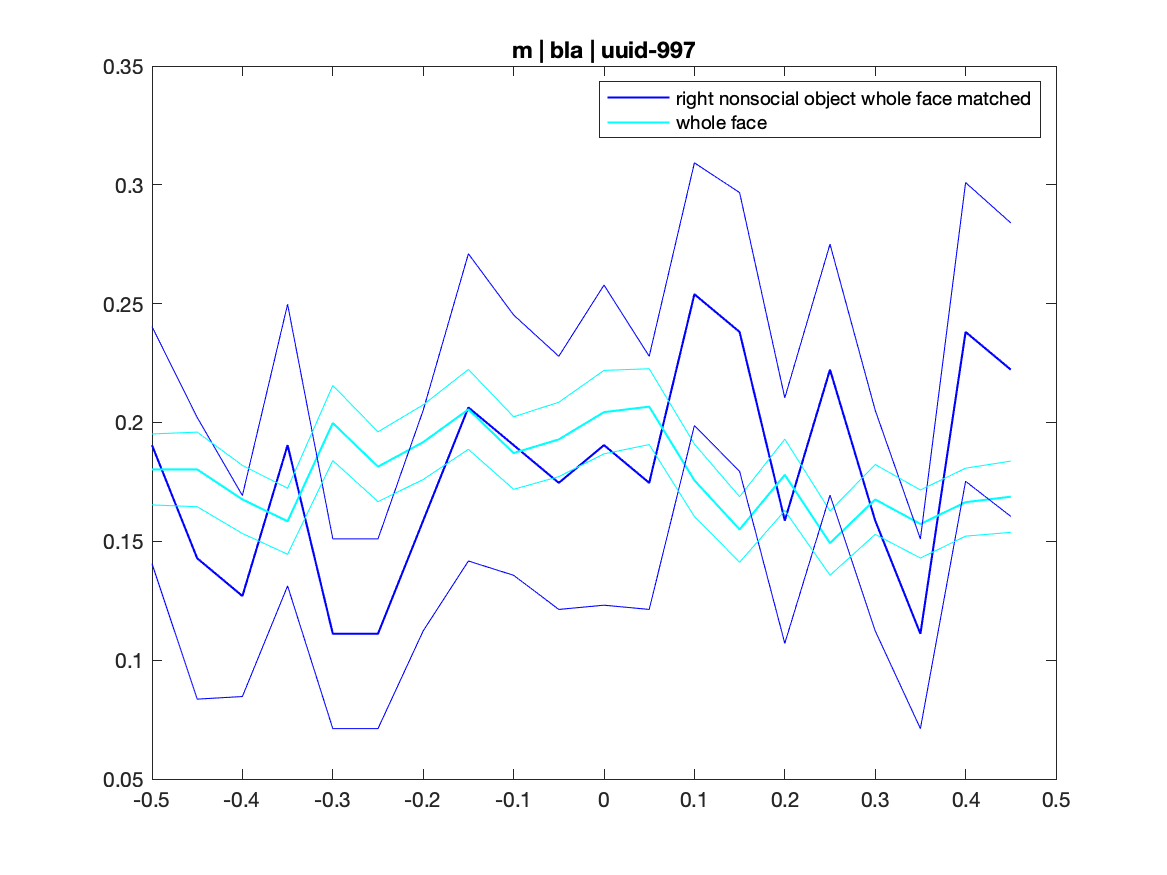 m | bla | uuid-997
0.35
right nonsocial object whole face matched
whole face
0.3
0.25
0.2
0.15
0.1
0.05
-0.5 -0.4 -0.3 -0.2 -0.1 0 0.1 0.2 0.3 0.4 0.5